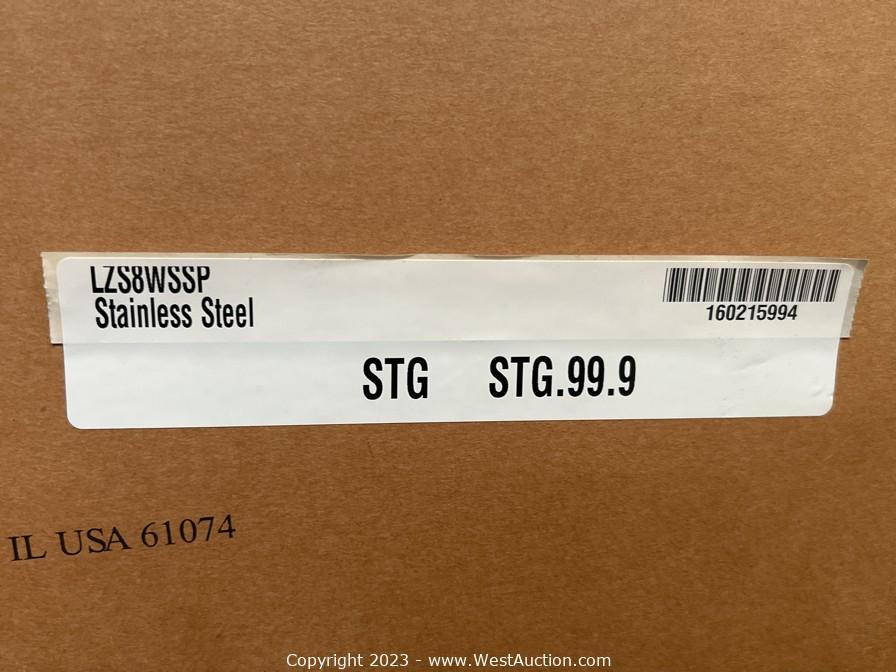 LZS8WSSP
Stainless Steel
160215994
STG STG.99.9
IL USA 61074
Copyright 2023 - www.WestAuction.com